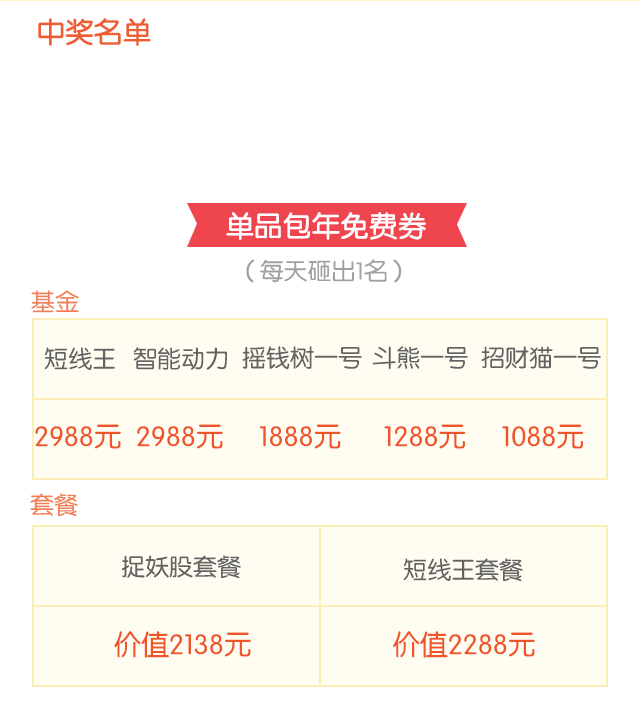 中奖名单
单品包年免费券
（每天砸出1名）
基金
短线王 智能动力 摇钱树一号 斗熊一号 招财猫一号
2988元 2988元 1888元 1288元 1088元
套餐
捉妖股套餐 短线王套餐
价值2138元 价值2288元